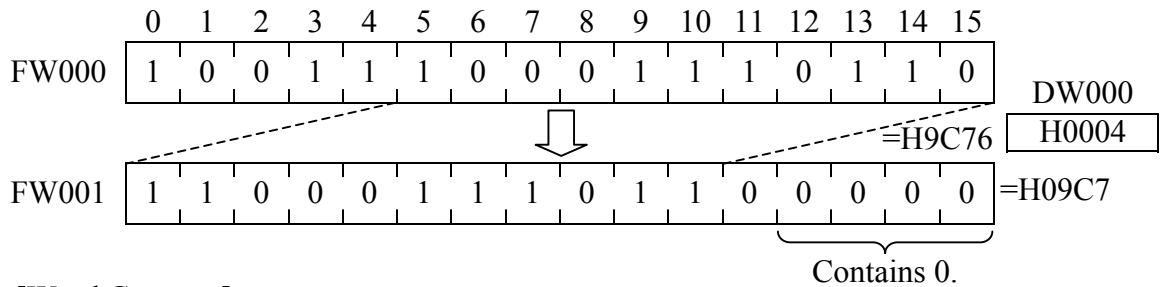 0 1 2 3 4 5 6 7 8 9 10 11 12 13 14 15
FW000 1 0 0 1 1 1 0 0 0 1 1 1 0 1 1 0
DW000
=H9C76 H0004
FW001 1 1 0 0 0 1 1 1 0 1 1 0 0 0 0 0 =H09C7
Contains 0.